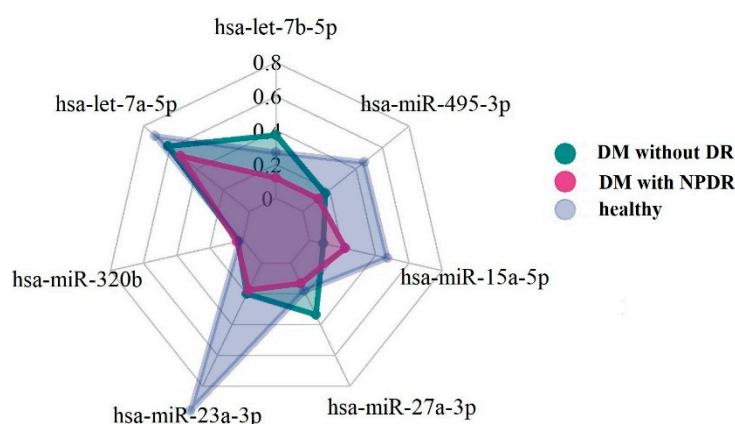 hsa-let-7b-5p
0.8
hsa-let-7a-5p
0.6
hsa-miR-495-3p
0.4
0.2
0
DM without DR
DM with NPDR
healthy
hsa-miR-320b
hsa-miR-15a-5p
hsa-miR-23a-3p
hsa-miR-27a-3p